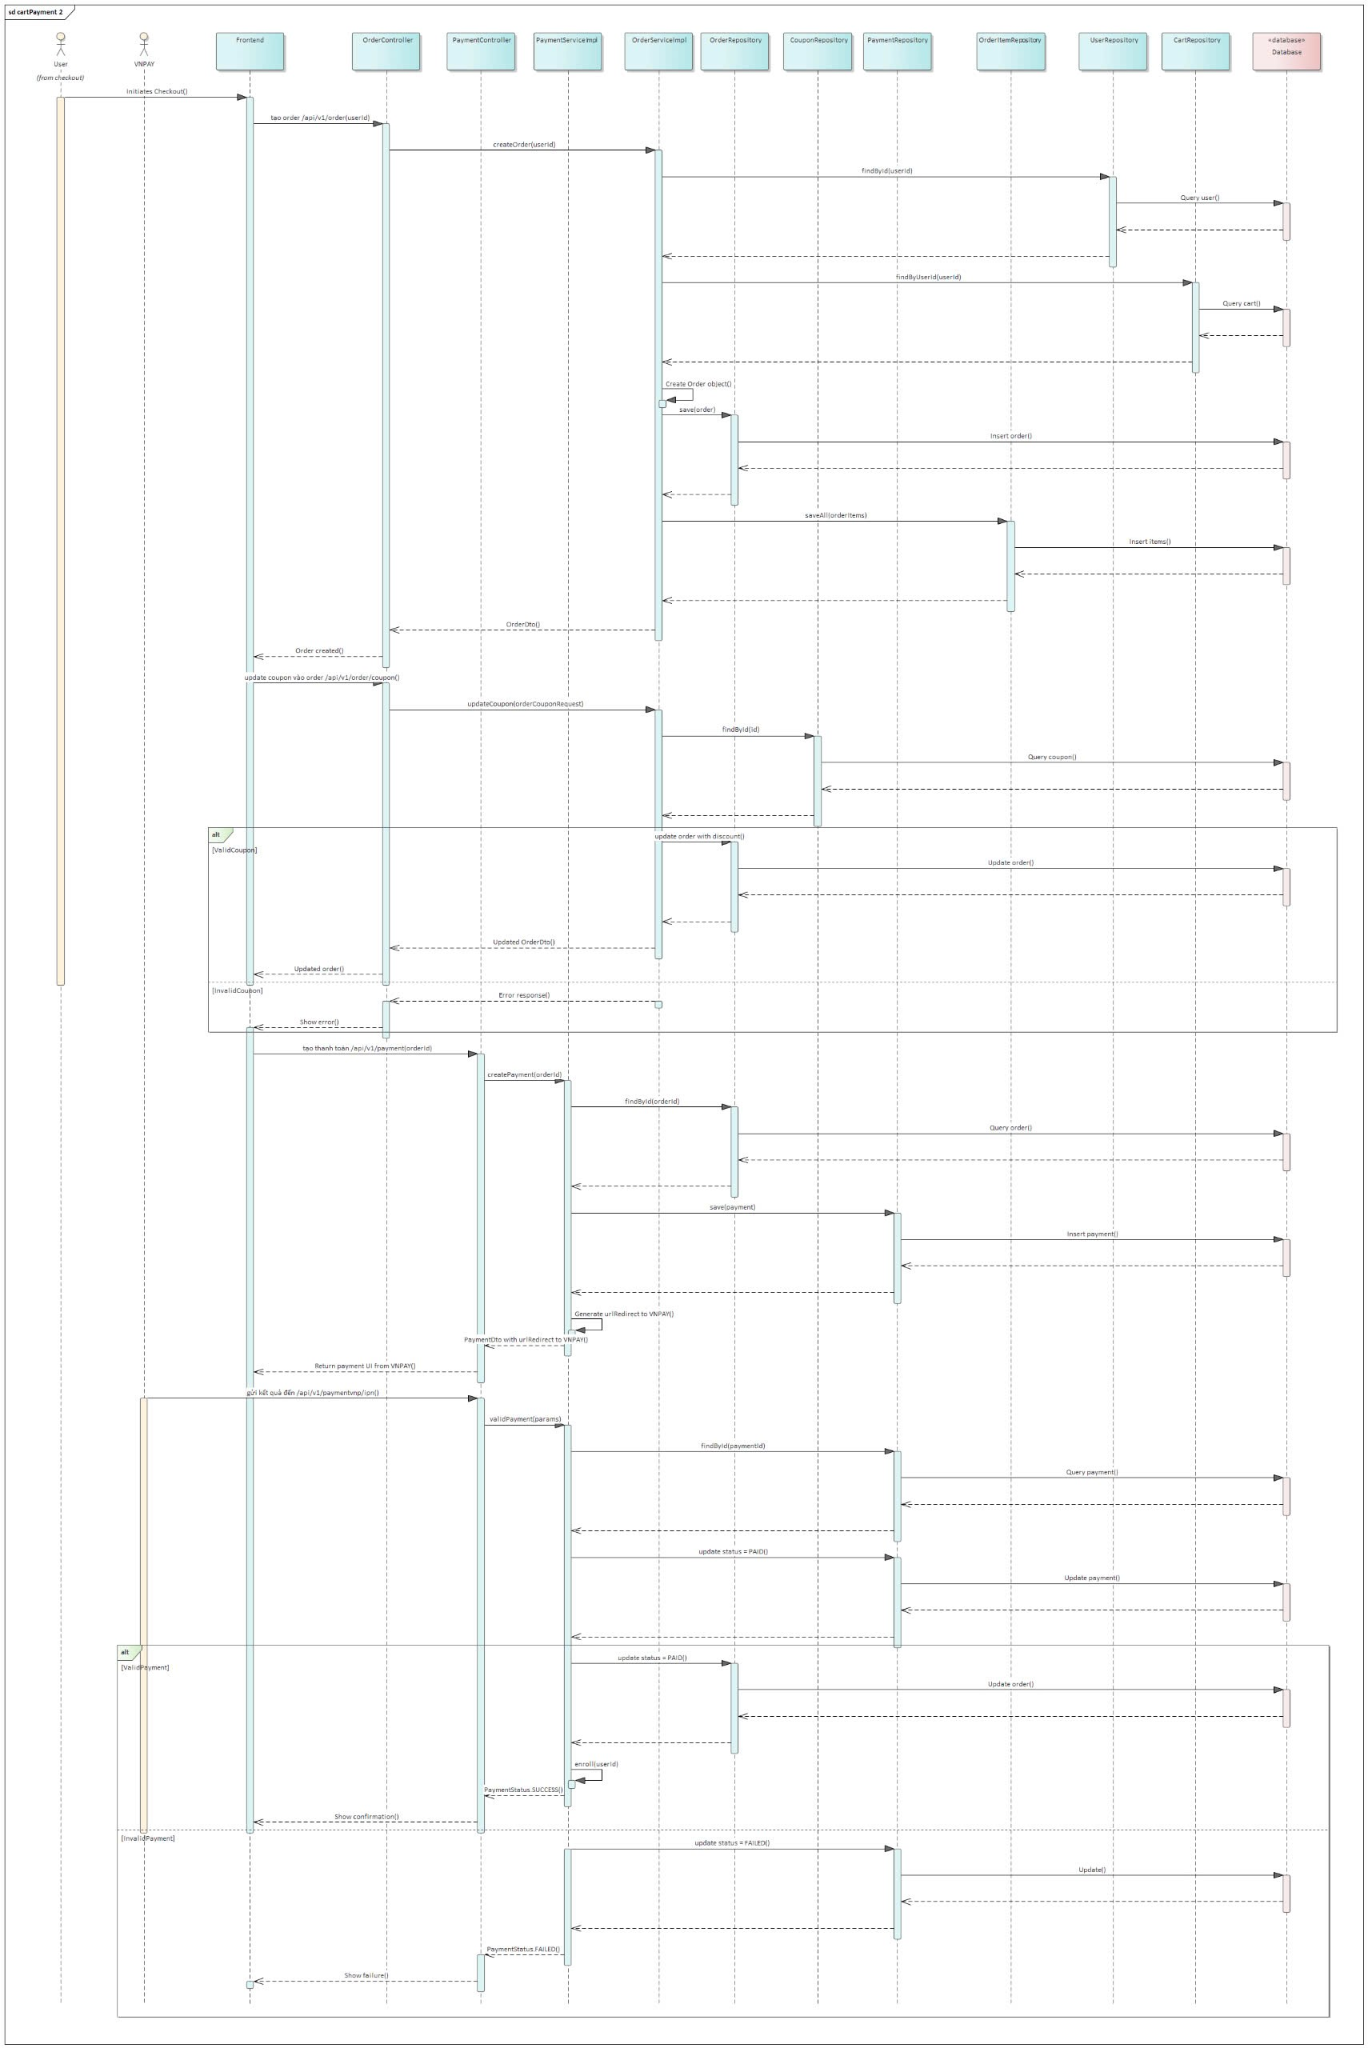 sd cartPayment 2
User
(from checkout)
VNPAY
Frontend
OrderController
PaymentController
PaymentServiceImpl
OrderServiceImpl
OrderRepository
CouponRepository
PaymentRepository
OrderItemRepository
UserRepository
CartRepository
«database»
Database
Initiates Checkout()
tạo order /api/v1/order(userId)
createOrder(userId)
findById(userId)
Query user()
findByUserId(userId)
Query cart()
Create Order object()
save(order)
Insert order()
saveAll(orderItems)
Insert items()
OrderDto()
Order created()
update coupon vào order /api/v1/order/coupon()
updateCoupon(orderCouponRequest)
findById(id)
Query coupon()
alt
update order with discount()
[ValidCoupon]
Update order()
Updated OrderDto()
Updated order()
[InvalidCoupon]
Error response()
Show error()
tạo thanh toán /api/v1/payment(orderId)
createPayment(orderId)
findById(orderId)
Query order()
save(payment)
Insert payment()
Generate urlRedirect to VNPAY()
PaymentDto with urlRedirect to VNPAY()
Return payment UI from VNPAY()
gửi kết quả đến /api/v1/paymentvnp/ipn()
validPayment(params)
findById(paymentId)
Query payment()
update status = PAID()
Update payment()
alt
update status = PAID()
[ValidPayment]
Update order()
enroll(userId)
PaymentStatus.SUCCESS()
Show confirmation()
[InvalidPayment]
update status = FAILED()
Update()
PaymentStatus.FAILED()
Show failure()